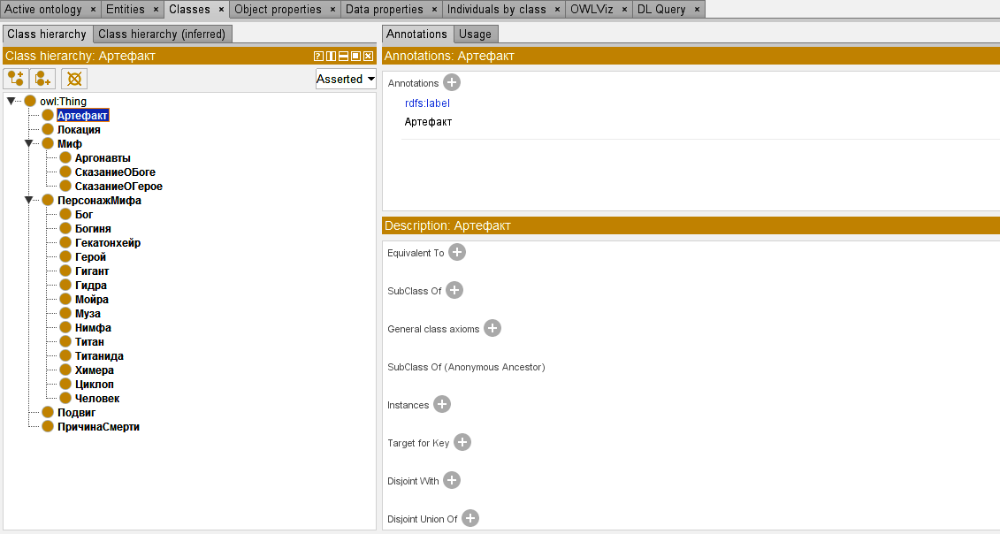 Active ontology × Entities × Classes × Object properties × Data properties × Individuals by class × OWLViz × DL Query ×
Class hierarchy Class hierarchy (inferred)
Class hierarchy: Артефакт
Asserted
owl:Thing
Артефакт
Локация
Миф
Аргонавты
СказаниеОБоге
СказаниеОГерое
ПерсонажМифа
Бог
Богиня
Гекатонхейр
Герой
Гигант
Гидра
Мойра
Муза
Нимфа
Титан
Титанида
Химера
Циклоп
Человек
Подвиг
ПричинаСмерти
Annotations Usage
Annotations: Артефакт
Annotations
rdfs:label
Артефакт
Description: Артефакт
Equivalent To
SubClass Of
General class axioms
SubClass Of (Anonymous Ancestor)
Instances
Target for Key
Disjoint With
Disjoint Union Of